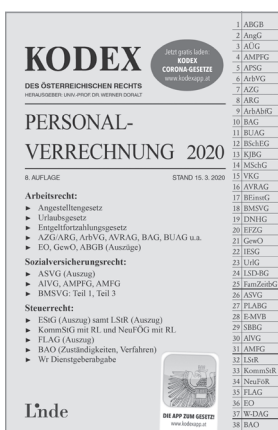 KODEX
DES ÖSTERREICHISCHEN RECHTS
HERAUSGEBER: UNIV.-PROF DR. WERNER DORALT
Jetzt gratis laden:
KODEX
CORONA-GESETZE
www.kodexapp.at
PERSONAL-
VERRECHNUNG 2020
8. AUFLAGE STAND 15. 3. 2020
Arbeitsrecht:
► Angestelltengesetz
► Urlaubsgesetz
► Entgeltfortzahlungsgesetz
► AZG/ARG, ArbVG, AVRAG, BAG, BUAG u.a.
► EO, GewO, ABGB (Auszüge)
Sozialversicherungsrecht:
► ASVG (Auszug)
► AlVG, AMPFG, AMFG
► BMSVG: Teil 1, Teil 3
Steuerrecht:
► EStG (Auszug) samt LStR (Auszug)
► KommStG mit RL und NeuFÖG mit RL
► FLAG (Auszug)
► BAO (Zuständigkeiten, Verfahren)
► Wr Dienstgeberabgabe
Linde
DIE APP ZUM GESETZ!
www.kodexapp.at
1 ABGB
2 AngG
3 AÜG
4 AMPFG
5 APSG
6 ArbVG
7 AZG
8 ARG
9 ArbAbfG
10 BAG
11 BUAG
12 BSchEG
13 KJBG
14 MSchG
15 VKG
16 AVRAG
17 BEinstG
18 BMSVG
19 DNHG
20 EFZG
21 GewO
22 IESG
23 UrlG
24 LSD-BG
25 FamZeitbG
26 ASVG
27 PLABG
28 E-MVB
29 SBBG
30 AlVG
31 AMFG
32 LStR
33 KommStR
34 NeuFöR
35 FLAG
36 EO
37 W-DAG
38 BAO